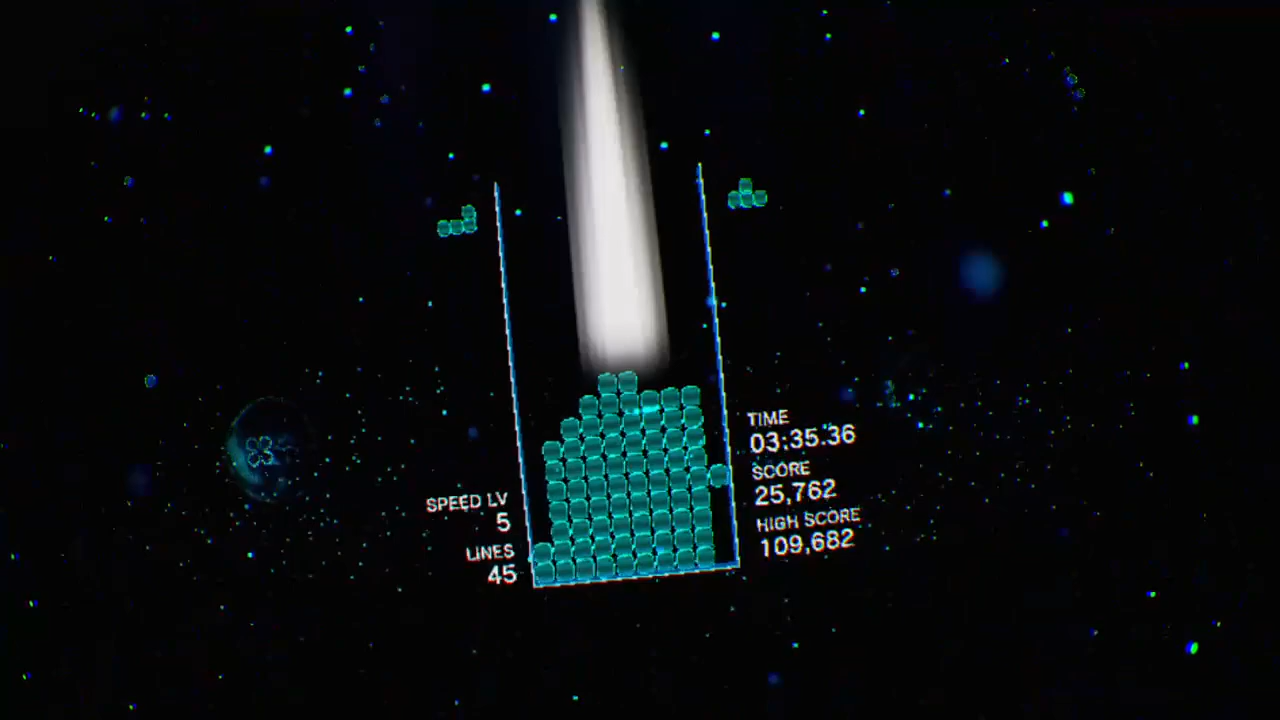 SPEED LV
5
LINES
45
TIME
03:35.36
SCORE
25,762
HIGH SCORE
109,682